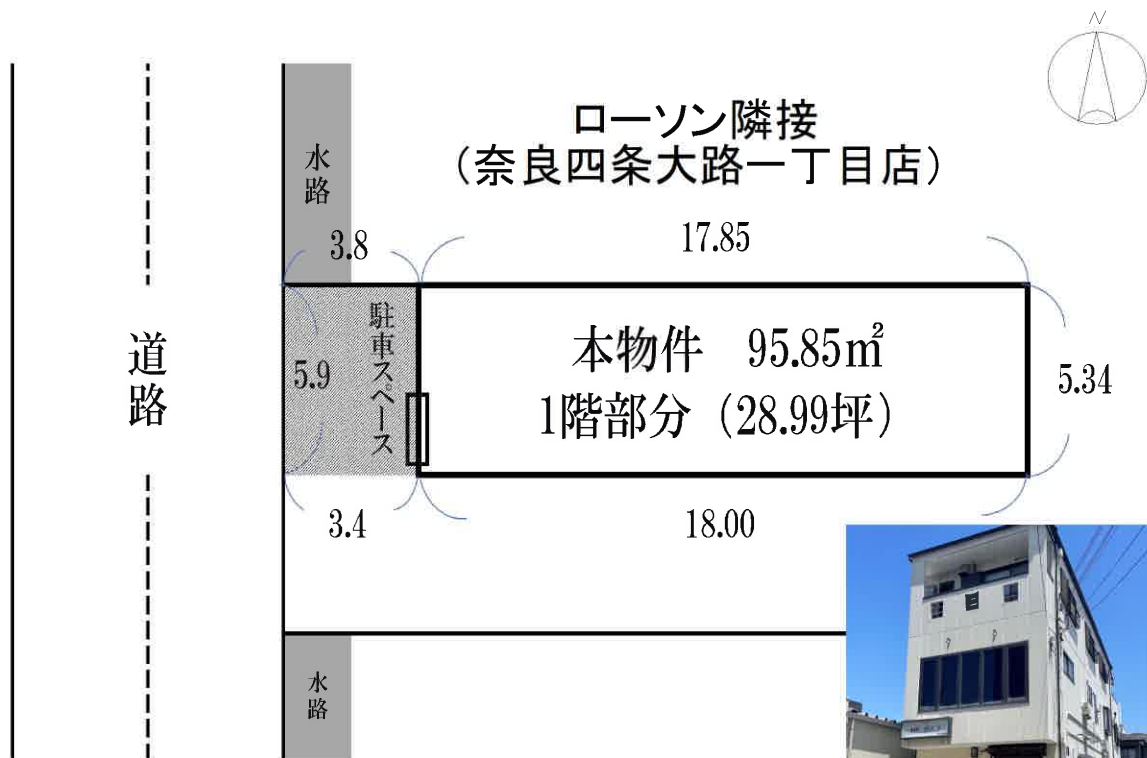 N
ローソン隣接
（奈良四条大路一丁目店）
水路
3.8
17.85
道路
5.9
駐車スペース
本物件　95.85㎡
1階部分（28.99坪）
5.34
3.4
18.00
水路